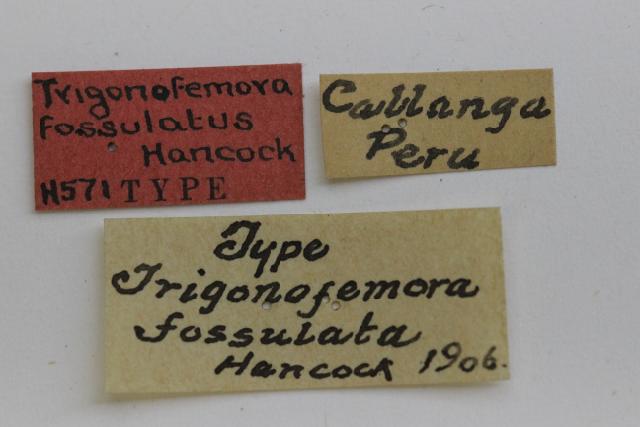 Trigonofemora
fossulatus
Hancock
H571 TYPE
Callanga
Peru
Type
Trigonofemora
fossulata
Hancock 1906.